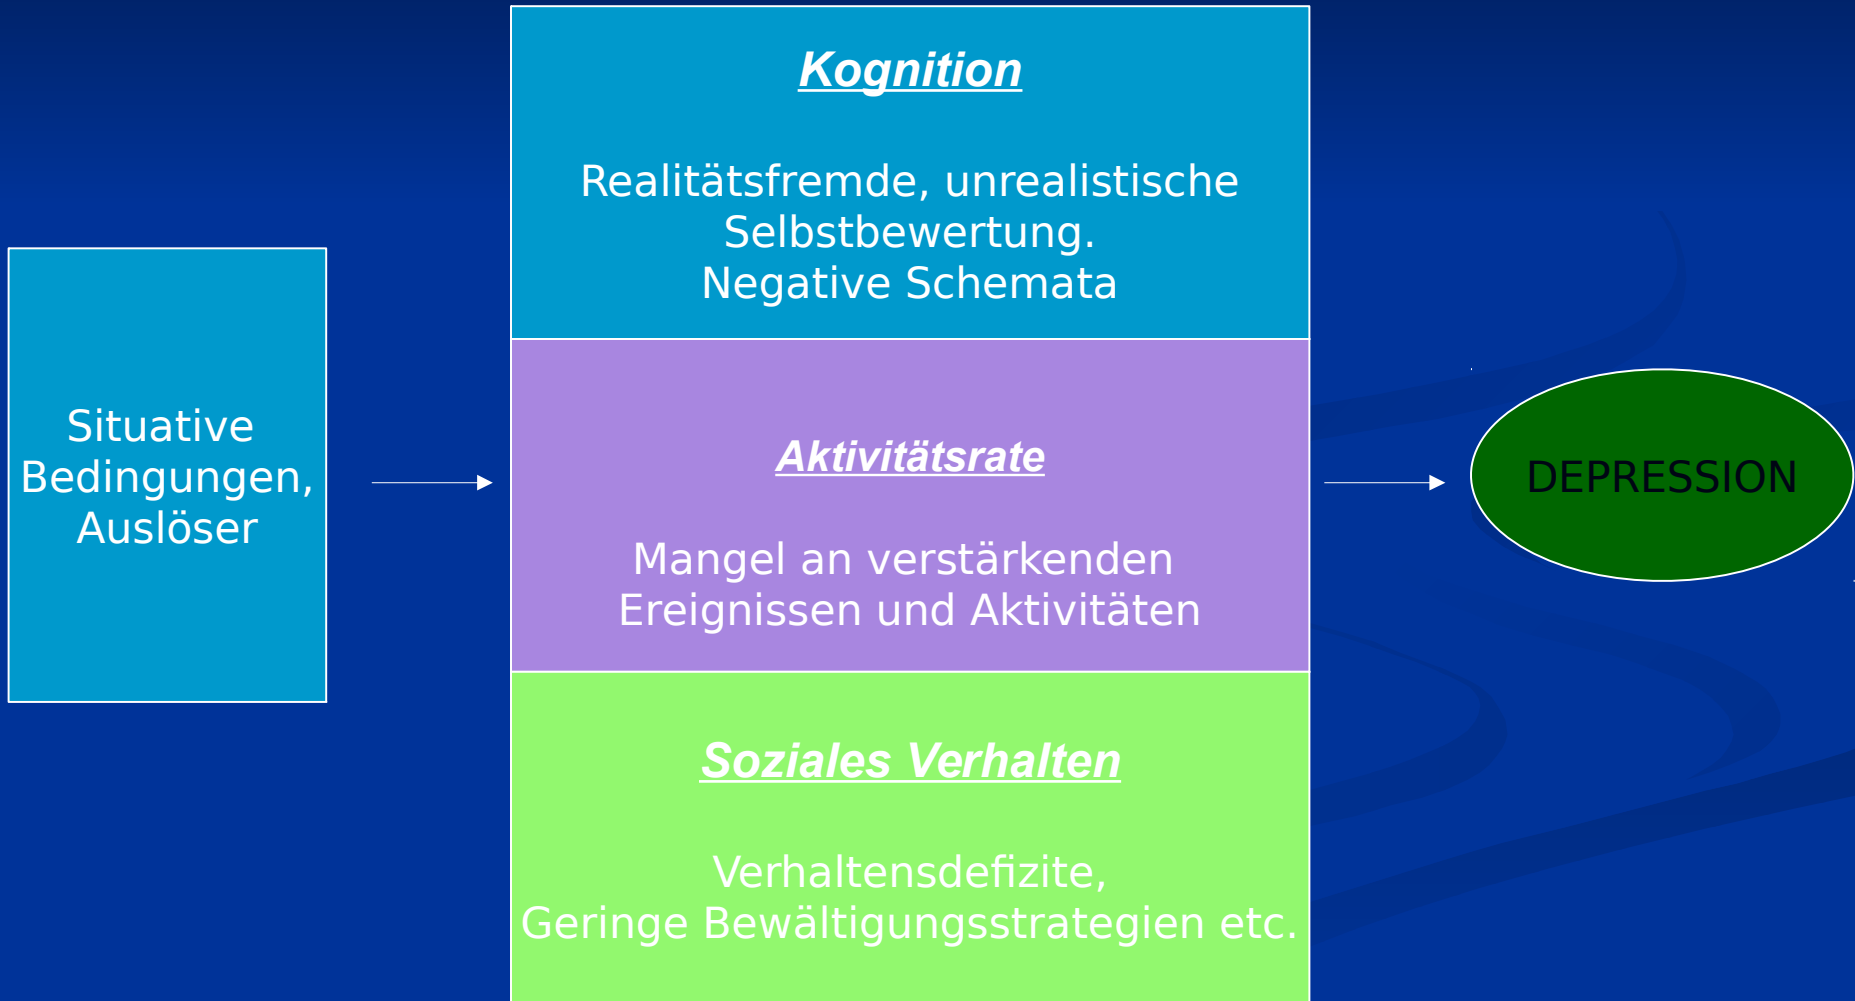 Situative
Bedingungen,
Auslöser
Kognition
Realitätsfremde, unrealistische
Selbstbewertung.
Negative Schemata
Aktivitätsrate
Mangel an verstärkenden
Ereignissen und Aktivitäten
Soziales Verhalten
Verhaltensdefizite,
Geringe Bewältigungsstrategien etc.
DEPRESSION